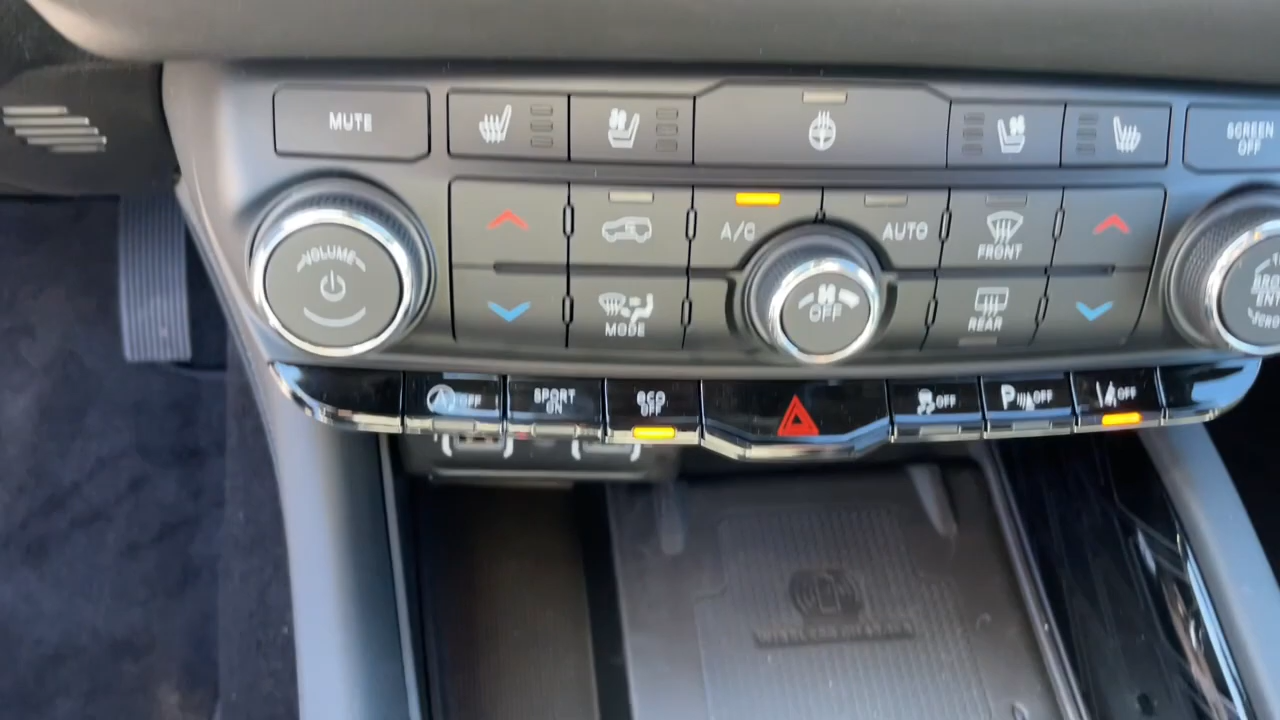 MUTE
SCREEN
OFF
A/C
AUTO
FRONT
VOLUME
MODE
OFF
REAR
OFF
SPORT
ON
ECO
OFF
OFF
P OFF
OFF